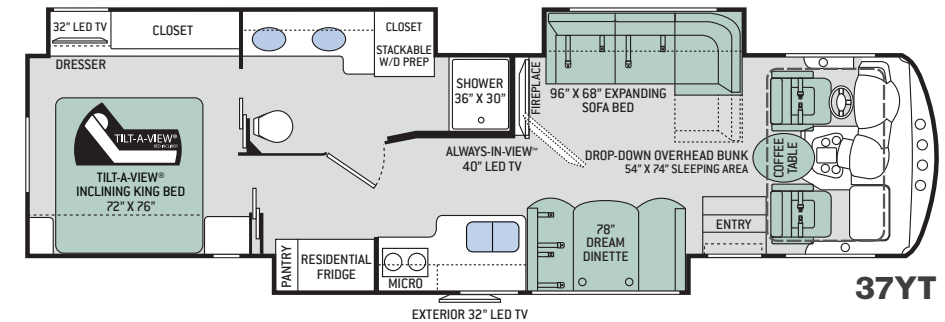 32" LED TV
CLOSET
DRESSER
CLOSET
STACKABLE
W/D PREP
SHOWER
36" X 30"
FIREPLACE
96" X 68" EXPANDING
SOFA BED
ALWAYS-IN-VIEW™
40" LED TV
DROP-DOWN OVERHEAD BUNK
54" X 74" SLEEPING AREA
COFFEE
TABLE
TILT-A-VIEW®
BED INCLINER
TILT-A-VIEW®
INCLINING KING BED
72" X 76"
ENTRY
78"
DREAM
DINETTE
PANTRY
RESIDENTIAL
FRIDGE
MICRO
EXTERIOR 32" LED TV
37YT